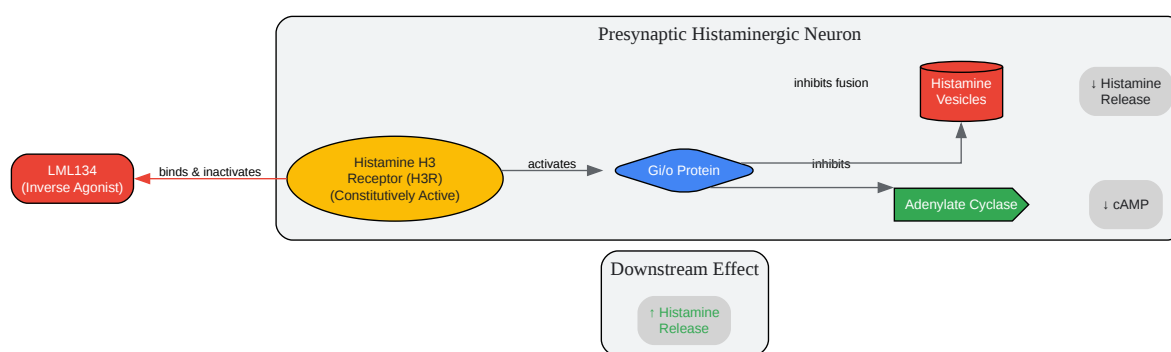 Presynaptic Histaminergic Neuron
inhibits fusion
Histamine
Vesicles
↓ Histamine
Release
LML134
(Inverse Agonist)
binds & inactivates
Histamine H3
Receptor (H3R)
(Constitutively Active)
activates
Gi/o Protein
inhibits
Adenylate Cyclase
↓ cAMP
Downstream Effect
↑ Histamine
Release